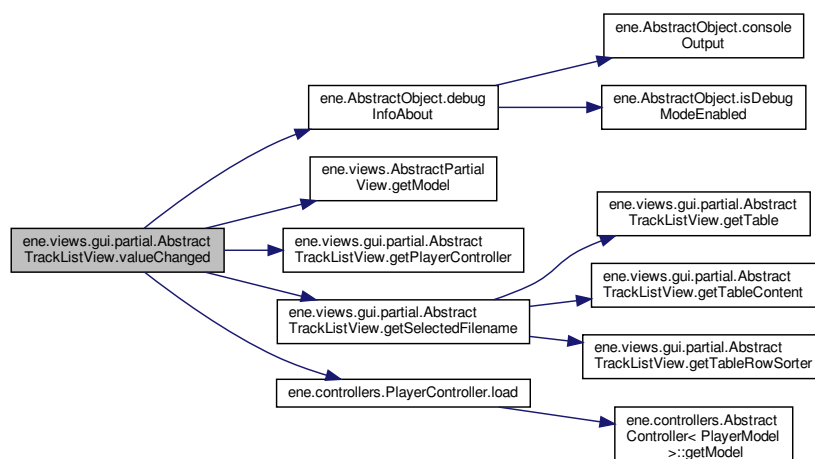 ene.AbstractObject.console
Output
ene.AbstractObject.debug
InfoAbout
ene.AbstractObject.isDebug
ModeEnabled
ene.views.AbstractPartial
View.getModel
ene.views.gui.partial.Abstract
TrackListView.getTable
ene.views.gui.partial.Abstract
TrackListView.valueChanged
ene.views.gui.partial.Abstract
TrackListView.getPlayerController
ene.views.gui.partial.Abstract
TrackListView.getTableContent
ene.views.gui.partial.Abstract
TrackListView.getSelectedFilename
ene.views.gui.partial.Abstract
TrackListView.getTableRowSorter
ene.controllers.PlayerController.load
ene.controllers.Abstract
Controller< PlayerModel
>::getModel